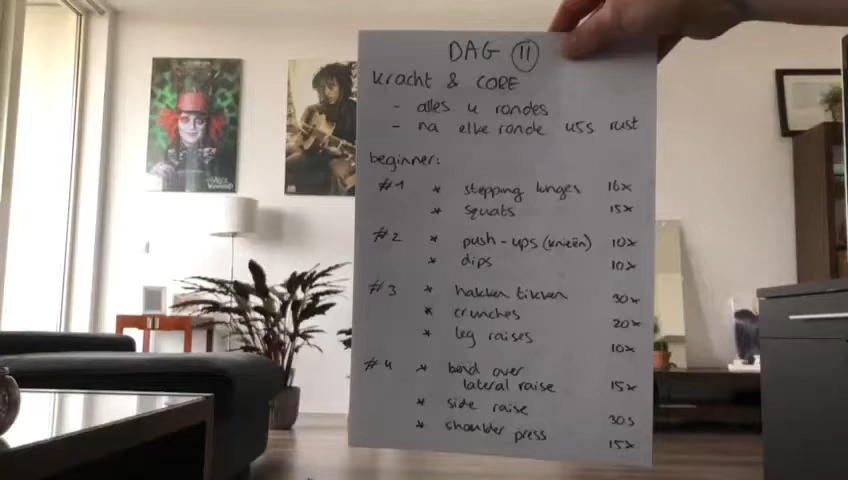 DAG 11
kracht & CORE
- alles 4 rondes
- na elke ronde 45s rust
beginner:
#1 * stepping lunges 16x
* squats 15x
#2 * push-ups (knieën) 10x
* dips 10x
#3 * hakken tikken 30x
* crunches 20x
* leg raises 10x
#4 * bend over
lateral raise 15x
* side raise 30s
* shoulder press 15x